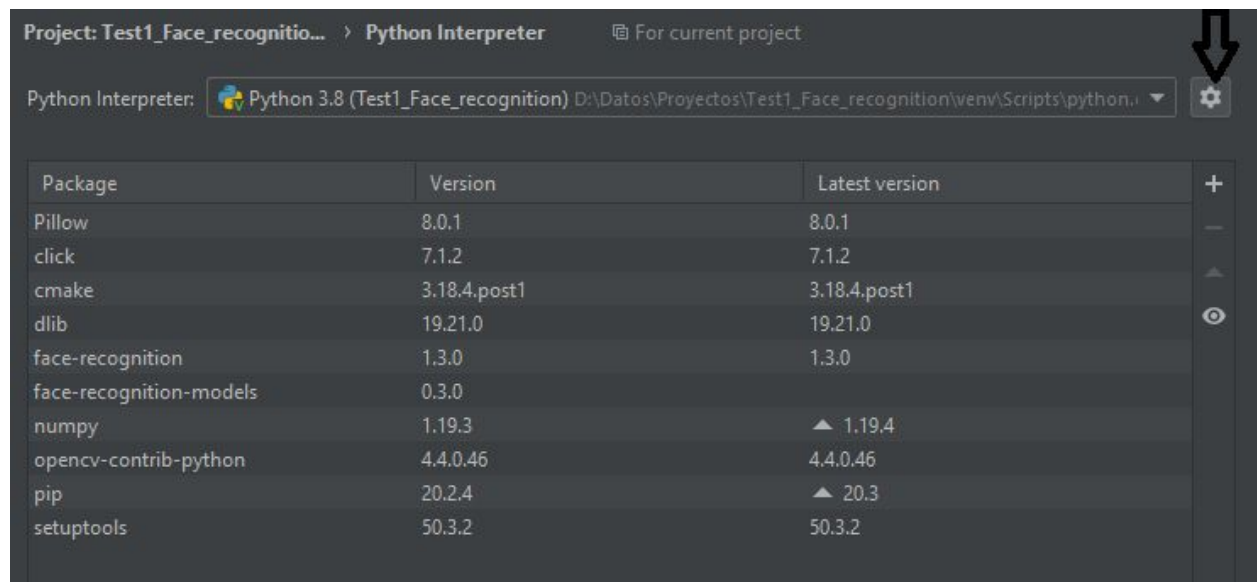 Project: Test1_Face_recognitio... › Python Interpreter For current project
Python Interpreter: Python 3.8 (Test1_Face_recognition) D:\Datos\Proyectos\Test1_Face_recognition\venv\Scripts\python.
Package Version Latest version
Pillow 8.0.1 8.0.1
click 7.1.2 7.1.2
cmake 3.18.4.post1 3.18.4.post1
dlib 19.21.0 19.21.0
face-recognition 1.3.0 1.3.0
face-recognition-models 0.3.0
numpy 1.19.3 ▲ 1.19.4
opencv-contrib-python 4.4.0.46 4.4.0.46
pip 20.2.4 ▲ 20.3
setuptools 50.3.2 50.3.2